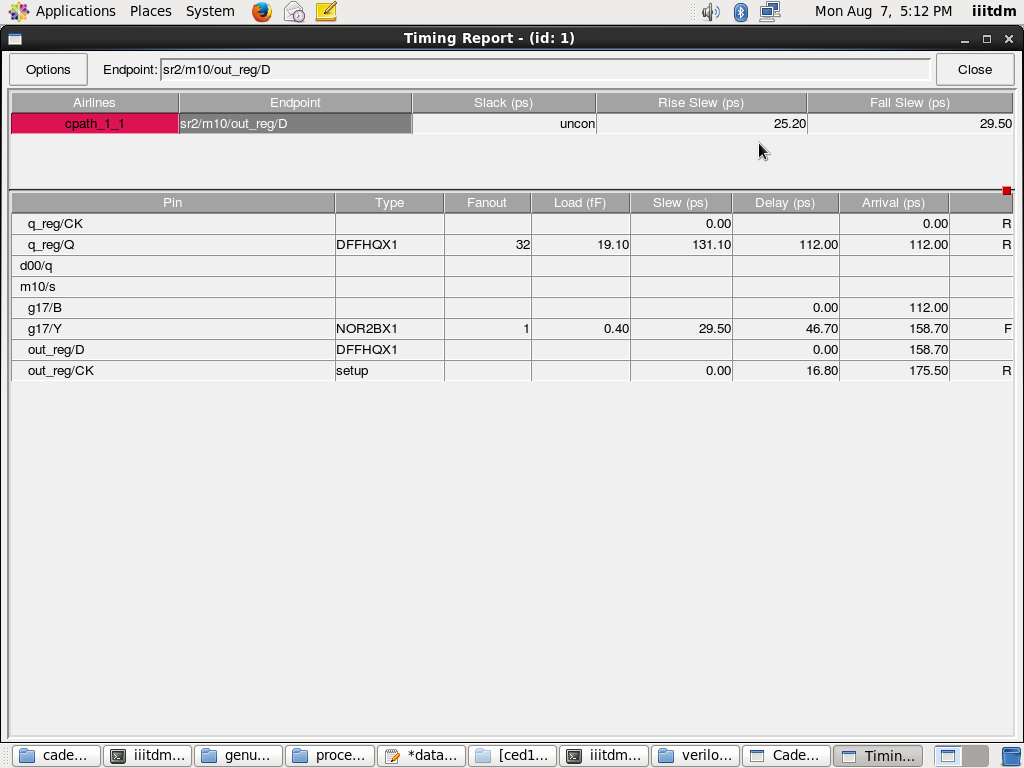 Applications Places System Mon Aug 7, 5:12 PM iiitdm
Timing Report - (id: 1)
Options Endpoint: sr2/m10/out_reg/D Close
Airlines Endpoint Slack (ps) Rise Slew (ps) Fall Slew (ps)
cpath_1_1 sr2/m10/out_reg/D uncon 25.20 29.50
Pin Type Fanout Load (fF) Slew (ps) Delay (ps) Arrival (ps)
q_reg/CK 0.00 0.00 R
q_reg/Q DFFHQX1 32 19.10 131.10 112.00 112.00 R
d00/q
m10/s
g17/B 0.00 112.00
g17/Y NOR2BX1 1 0.40 29.50 46.70 158.70 F
out_reg/D DFFHQX1 0.00 158.70
out_reg/CK setup 0.00 16.80 175.50 R
cade... iiitdm... genu... proce... *data... [ced1... iiitdm... verilo... Cade... Timin...